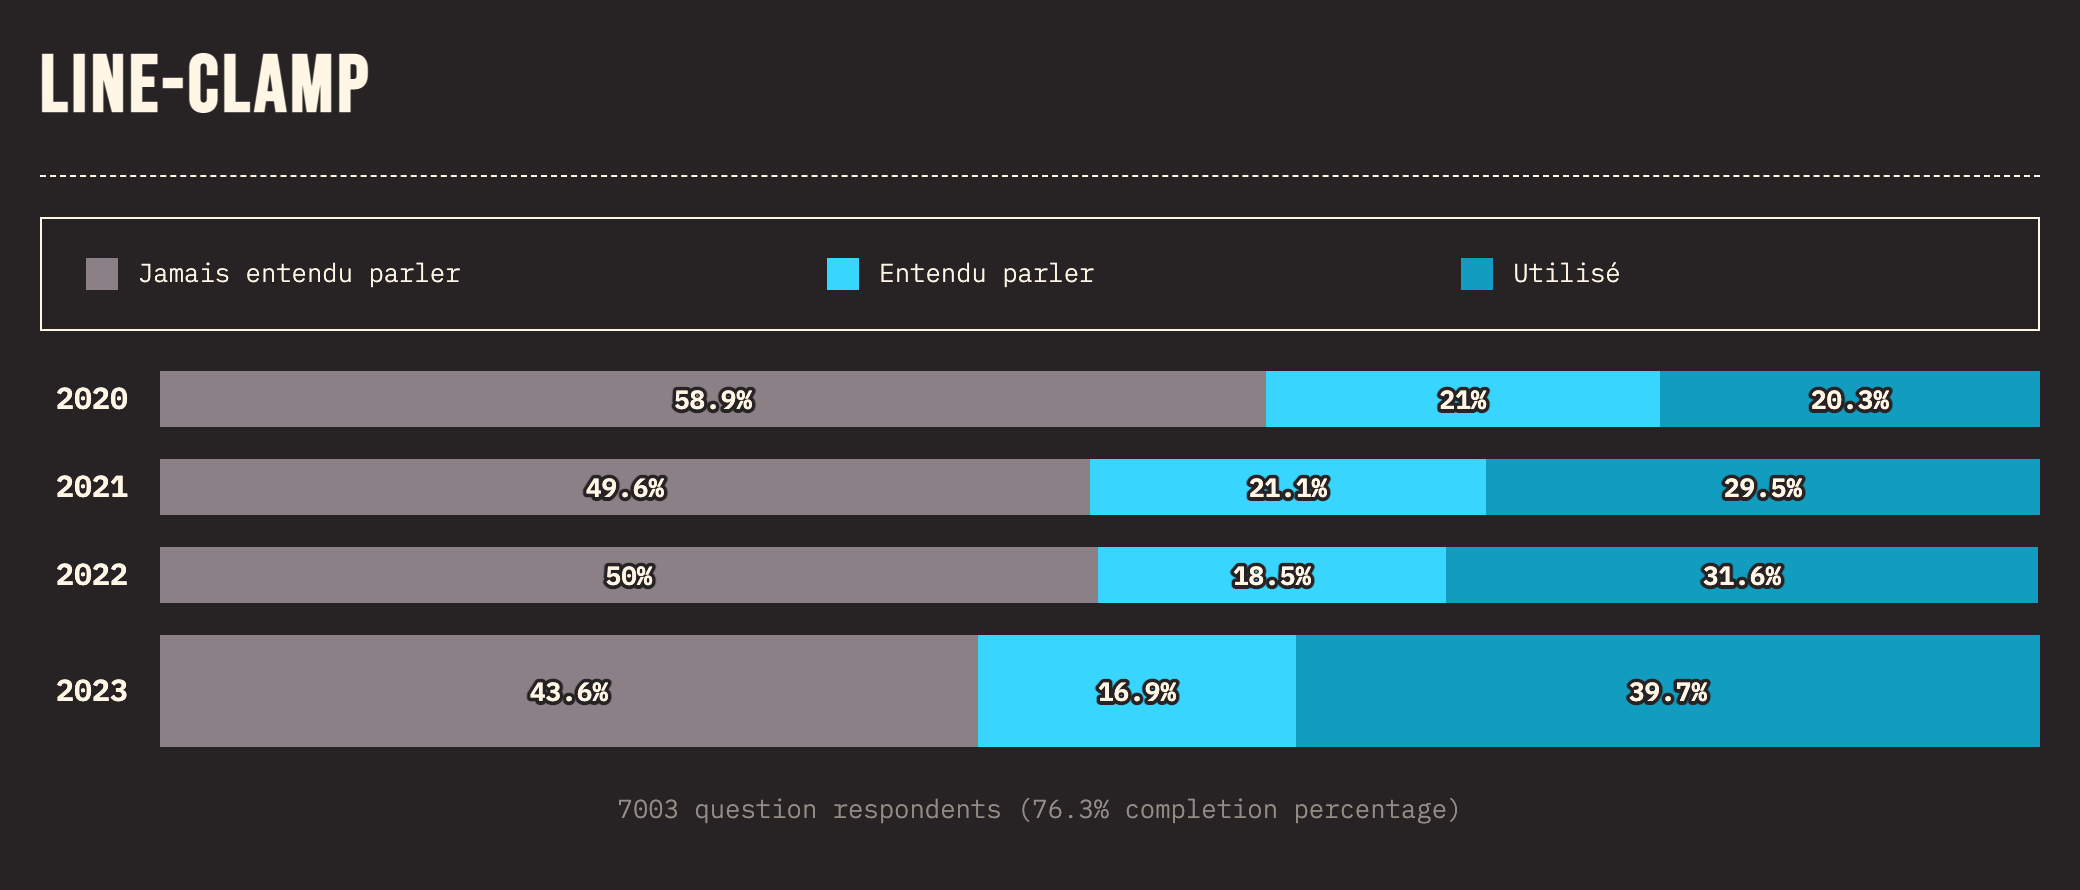 LINE-CLAMP
Jamais entendu parler Entendu parler Utilisé
2020 58.9% 21% 20.3%
2021 49.6% 21.1% 29.5%
2022 50% 18.5% 31.6%
2023 43.6% 16.9% 39.7%
7003 question respondents (76.3% completion percentage)